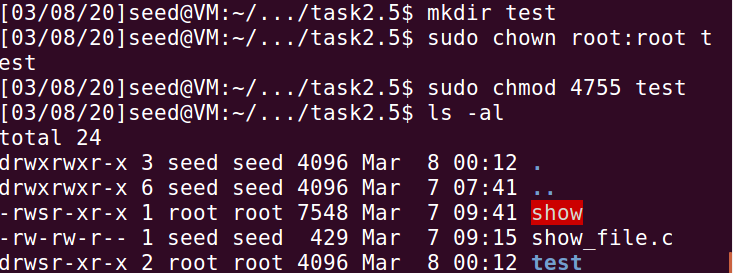 [03/08/20]seed@VM:~/.../task2.5$ mkdir test
[03/08/20]seed@VM:~/.../task2.5$ sudo chown root:root t
est
[03/08/20]seed@VM:~/.../task2.5$ sudo chmod 4755 test
[03/08/20]seed@VM:~/.../task2.5$ ls -al
total 24
drwxrwxr-x 3 seed seed 4096 Mar  8 00:12 .
drwxrwxr-x 6 seed seed 4096 Mar  7 07:41 ..
-rwsr-xr-x 1 root root 7548 Mar  7 09:41 show
-rw-rw-r-- 1 seed seed  429 Mar  7 09:15 show_file.c
drwsr-xr-x 2 root root 4096 Mar  8 00:12 test